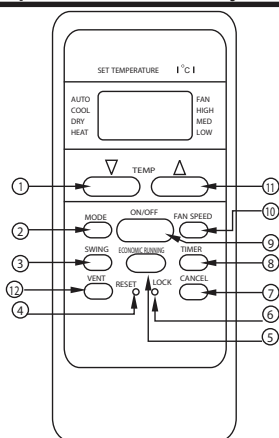 SET TEMPERATURE I°C I
AUTO FAN
COOL HIGH
DRY MED
HEAT LOW
TEMP
1 11
MODE ON/OFF FAN SPEED 10
2 9
SWING ECONOMIC RUNNING TIMER
3 8
VENT RESET LOCK CANCEL
12 7
4 6
5